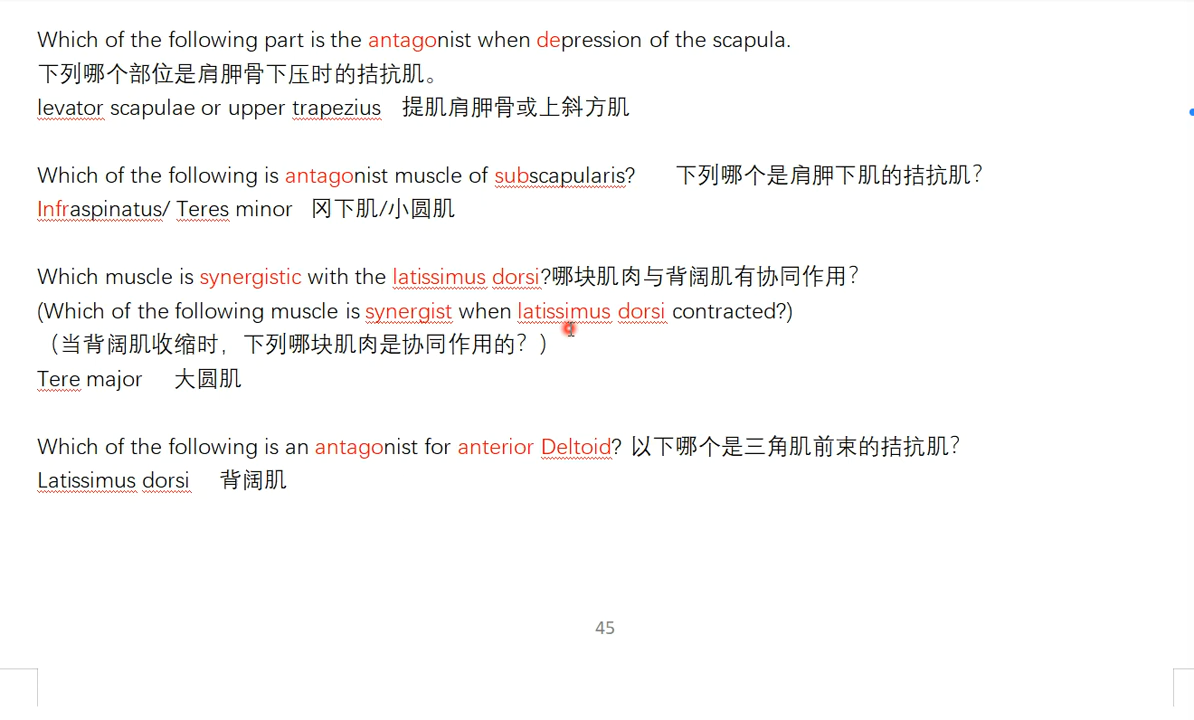 Which of the following part is the antagonist when depression of the scapula.
下列哪个部位是肩胛骨下压时的拮抗肌。
levator scapulae or upper trapezius 提肌肩胛骨或上斜方肌
Which of the following is antagonist muscle of subscapularis? 下列哪个是肩胛下肌的拮抗肌?
Infraspinatus/ Teres minor 冈下肌/小圆肌
Which muscle is synergistic with the latissimus dorsi?哪块肌肉与背阔肌有协同作用?
(Which of the following muscle is synergist when latissimus dorsi contracted?)
（当背阔肌收缩时，下列哪块肌肉是协同作用的？）
Tere major 大圆肌
Which of the following is an antagonist for anterior Deltoid? 以下哪个是三角肌前束的拮抗肌?
Latissimus dorsi 背阔肌
45